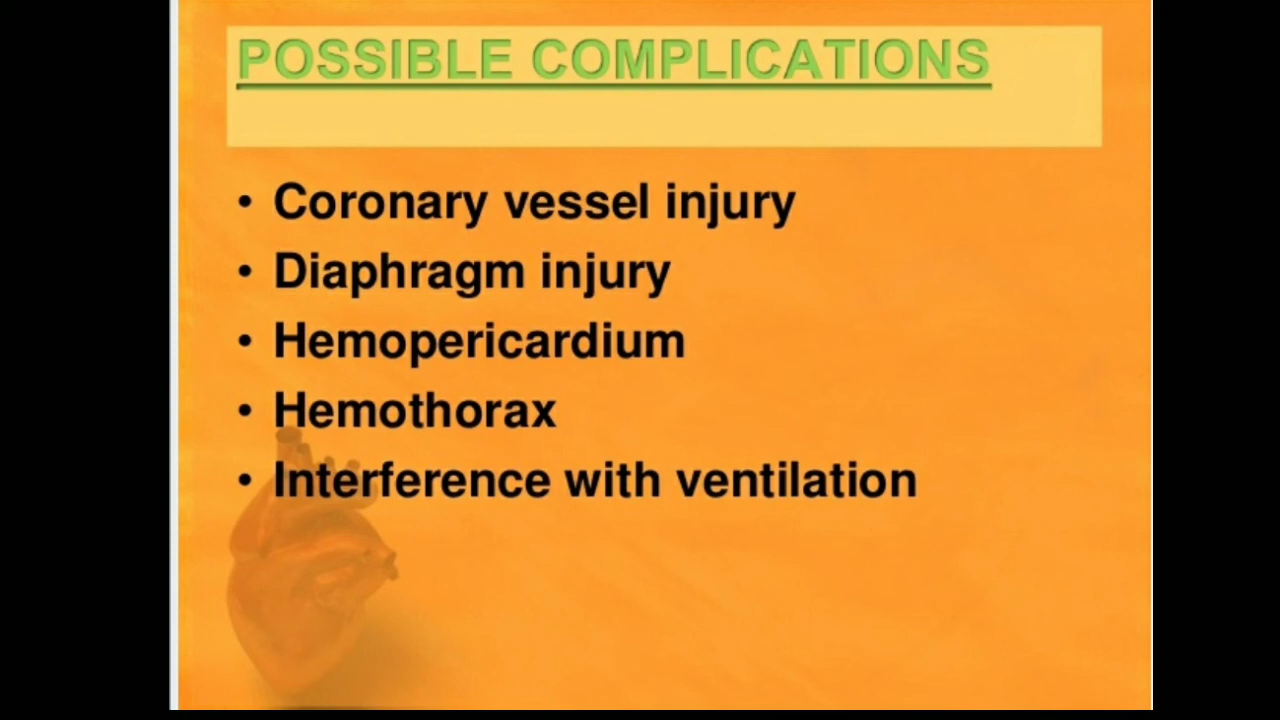 POSSIBLE COMPLICATIONS
• Coronary vessel injury
• Diaphragm injury
• Hemopericardium
• Hemothorax
• Interference with ventilation